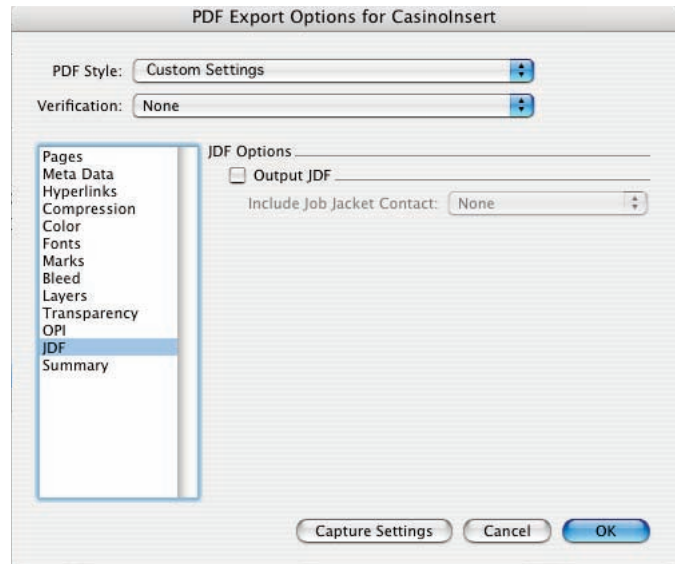 PDF Export Options for CasinoInsert
PDF Style: Custom Settings
Verification: None
Pages
Meta Data
Hyperlinks
Compression
Color
Fonts
Marks
Bleed
Layers
Transparency
OPI
JDF
Summary
JDF Options
Output JDF
Include Job Jacket Contact: None
Capture Settings Cancel OK